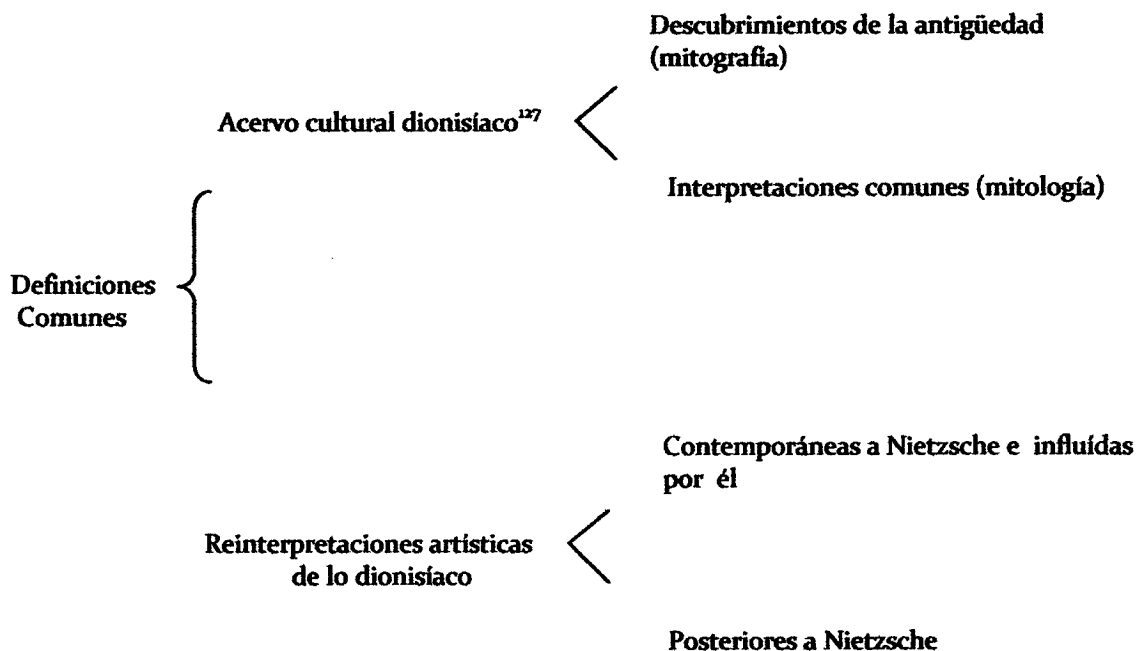 Descubrimientos de la antigüedad
(mitografia)
Acervo cultural dionisíaco¹²⁷
Interpretaciones comunes (mitología)
Definiciones
Comunes
Contemporáneas a Nietzsche e influídas
por él
Reinterpretaciones artísticas
de lo dionisíaco
Posteriores a Nietzsche